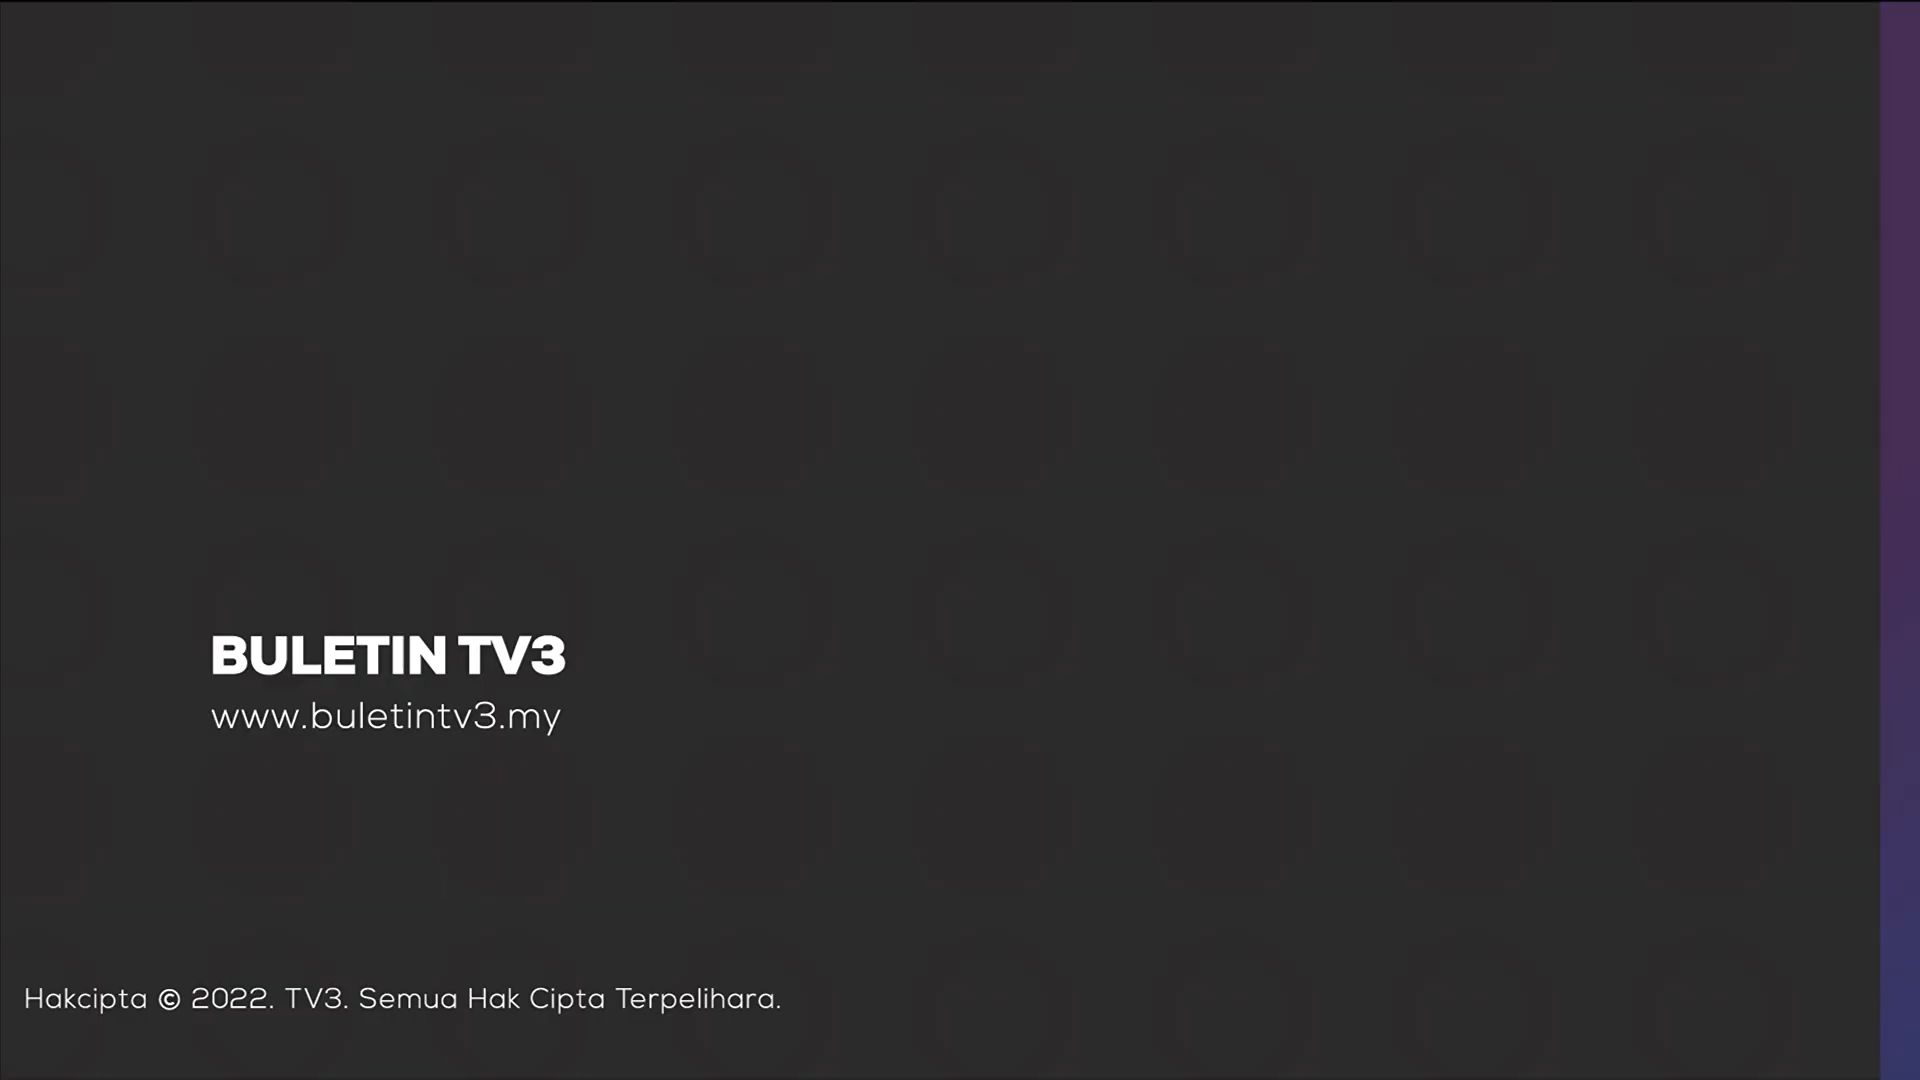 BULETIN TV3
www.buletintv3.my
Hakcipta © 2022. TV3. Semua Hak Cipta Terpelihara.